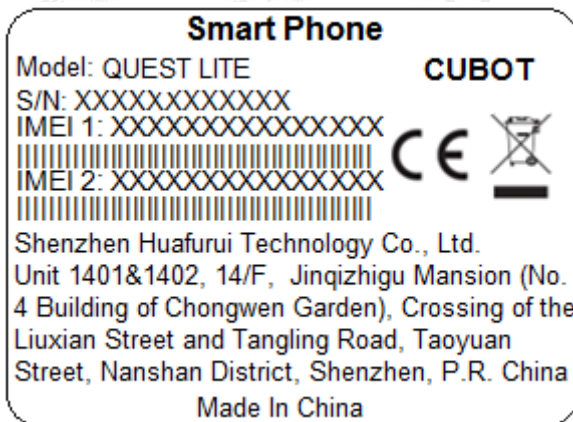 Smart Phone
Model: QUEST LITE CUBOT
S/N: XXXXXXXXXXXXX
IMEI 1: XXXXXXXXXXXXXXX
CE
IMEI 2: XXXXXXXXXXXXXXX
Shenzhen Huafurui Technology Co., Ltd.
Unit 1401&1402, 14/F, Jinqizhigu Mansion (No.
4 Building of Chongwen Garden), Crossing of the
Liuxian Street and Tangling Road, Taoyuan
Street, Nanshan District, Shenzhen, P.R. China
Made In China